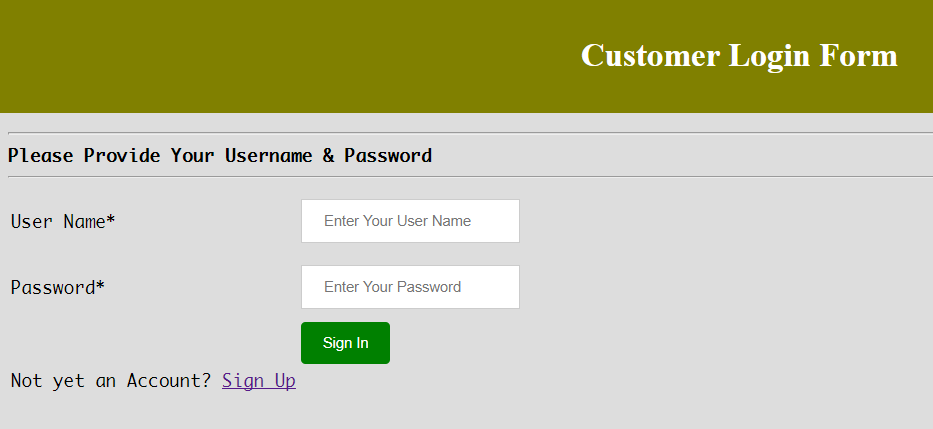 Customer Login Form
Please Provide Your Username & Password
User Name*
Enter Your User Name
Password*
Enter Your Password
Sign In
Not yet an Account? Sign Up